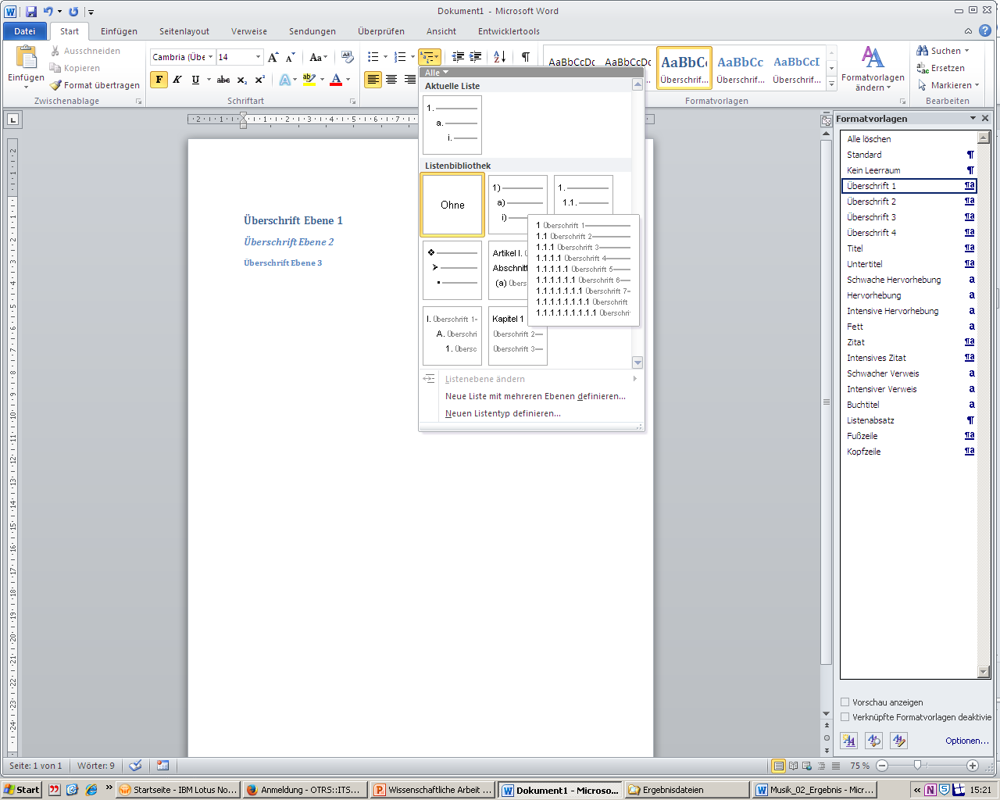 Dokument1 - Microsoft Word
Datei Start Einfügen Seitenlayout Verweise Sendungen Überprüfen Ansicht Entwicklertools
Einfügen
Ausschneiden
Kopieren
Format übertragen
Zwischenablage
Cambria (Übe 14
F K U abc x₂ x²
Schriftart
AaBbCcDc AaBbCcDc AaBbCc AaBbCc AaBbCcI
Überschrif... Überschrif... Überschrif...
Formatvorlagen
Formatvorlagen
ändern
Suchen
Ersetzen
Markieren
Bearbeiten
Alle
Aktuelle Liste
1.
a.
i.
Listenbibliothek
Ohne
1)
a)
i)
1.
1.1.
1 Überschrift 1
1.1 Überschrift 2
1.1.1 Überschrift 3
1.1.1.1 Überschrift 4
1.1.1.1.1 Überschrift 5
1.1.1.1.1.1 Überschrift 6
1.1.1.1.1.1.1 Überschrift 7
1.1.1.1.1.1.1.1 Überschrift
1.1.1.1.1.1.1.1.1 Überschri
Artikel I.
Abschnitt
(a) Übers
I. Überschrift 1
A. Überschri
1. Übersc
Kapitel 1
Überschrift 2
Überschrift 3
Listenebene ändern
Neue Liste mit mehreren Ebenen definieren...
Neuen Listentyp definieren...
Überschrift Ebene 1
Überschrift Ebene 2
Überschrift Ebene 3
Formatvorlagen
Alle löschen
Standard
Kein Leerraum
Überschrift 1
Überschrift 2
Überschrift 3
Überschrift 4
Titel
Untertitel
Schwache Hervorhebung
Hervorhebung
Intensive Hervorhebung
Fett
Zitat
Intensives Zitat
Schwacher Verweis
Intensiver Verweis
Buchtitel
Listenabsatz
Fußzeile
Kopfzeile
Vorschau anzeigen
Verknüpfte Formatvorlagen deaktivie
Optionen...
Seite: 1 von 1 Wörter: 9 75 %
Start Startseite - IBM Lotus No... Anmeldung - OTRS::ITS... Wissenschaftliche Arbeit ... Dokument1 - Microso... Ergebnisdateien Musik_02_Ergebnis - Micr... 15:21